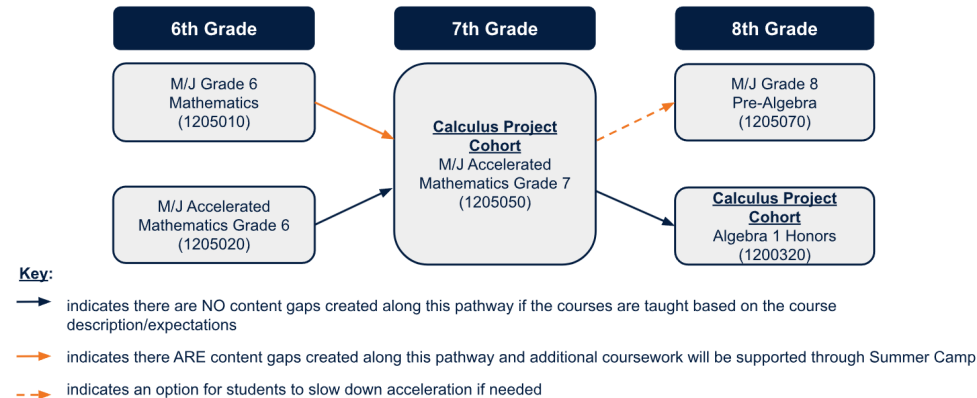 6th Grade
7th Grade
8th Grade
M/J Grade 6
Mathematics
(1205010)
M/J Accelerated
Mathematics Grade 6
(1205020)
Calculus Project
Cohort
M/J Accelerated
Mathematics Grade 7
(1205050)
M/J Grade 8
Pre-Algebra
(1205070)
Calculus Project
Cohort
Algebra 1 Honors
(1200320)
Key:
indicates there are NO content gaps created along this pathway if the courses are taught based on the course
description/expectations
indicates there ARE content gaps created along this pathway and additional coursework will be supported through Summer Camp
indicates an option for students to slow down acceleration if needed